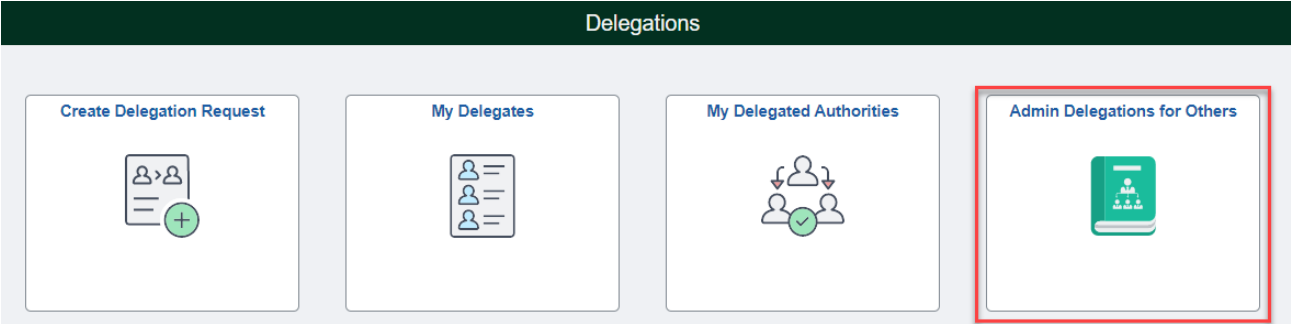 Delegations
Create Delegation Request
My Delegates
My Delegated Authorities
Admin Delegations for Others